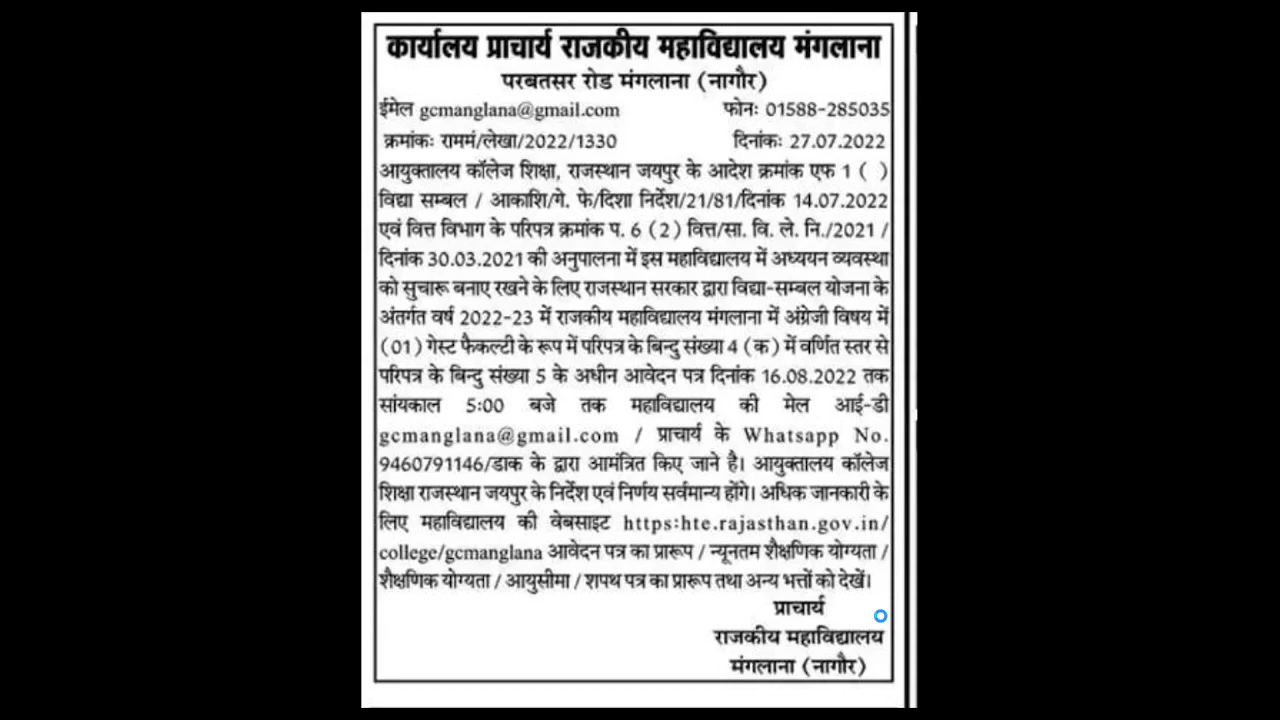 कार्यालय प्राचार्य राजकीय महाविद्यालय मंगलाना
परबतसर रोड मंगलाना (नागौर)
ईमेल gcmanglana@gmail.com फोनः 01588-285035
क्रमांकः राममं/लेखा/2022/1330 दिनांकः 27.07.2022
आयुक्तालय कॉलेज शिक्षा, राजस्थान जयपुर के आदेश क्रमांक एफ 1 ( )
विद्या सम्बल / आकाशि/गे. फे/दिशा निर्देश/21/81/दिनांक 14.07.2022
एवं वित्त विभाग के परिपत्र क्रमांक प. 6 (2) वित्त/सा. वि. ले. नि./2021 /
दिनांक 30.03.2021 की अनुपालना में इस महाविद्यालय में अध्ययन व्यवस्था
को सुचारू बनाए रखने के लिए राजस्थान सरकार द्वारा विद्या-सम्बल योजना के
अंतर्गत वर्ष 2022-23 में राजकीय महाविद्यालय मंगलाना में अंग्रेजी विषय में
(01) गेस्ट फैकल्टी के रूप में परिपत्र के बिन्दु संख्या 4 (क) में वर्णित स्तर से
परिपत्र के बिन्दु संख्या 5 के अधीन आवेदन पत्र दिनांक 16.08.2022 तक
सांयकाल 5:00 बजे तक महाविद्यालय की मेल आई-डी
gcmanglana@gmail.com / प्राचार्य के Whatsapp No.
9460791146/डाक के द्वारा आमंत्रित किए जाने है। आयुक्तालय कॉलेज
शिक्षा राजस्थान जयपुर के निर्देश एवं निर्णय सर्वमान्य होंगे। अधिक जानकारी के
लिए महाविद्यालय की वेबसाइट https:hte.rajasthan.gov.in/
college/gcmanglana आवेदन पत्र का प्रारूप / न्यूनतम शैक्षणिक योग्यता /
शैक्षणिक योग्यता / आयुसीमा / शपथ पत्र का प्रारूप तथा अन्य भत्तों को देखें।
प्राचार्य
राजकीय महाविद्यालय
मंगलाना (नागौर)